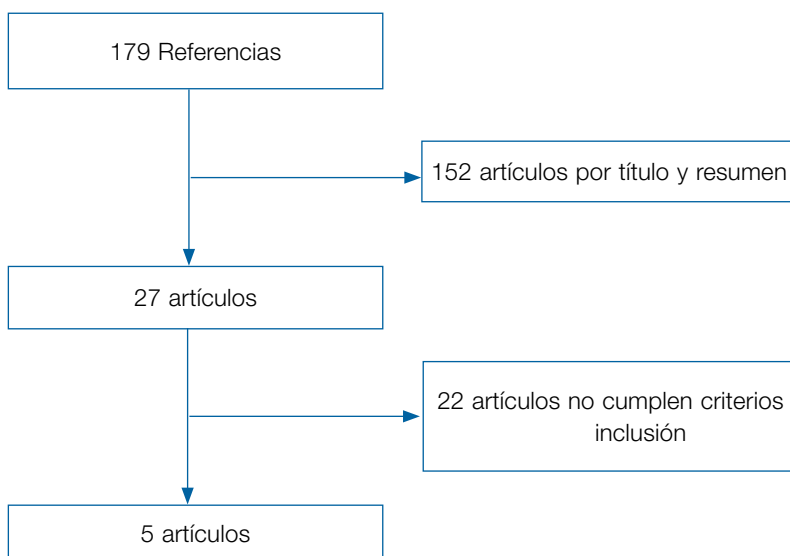 179 Referencias
152 artículos por título y resumen
27 artículos
22 artículos no cumplen criterios
inclusión
5 artículos